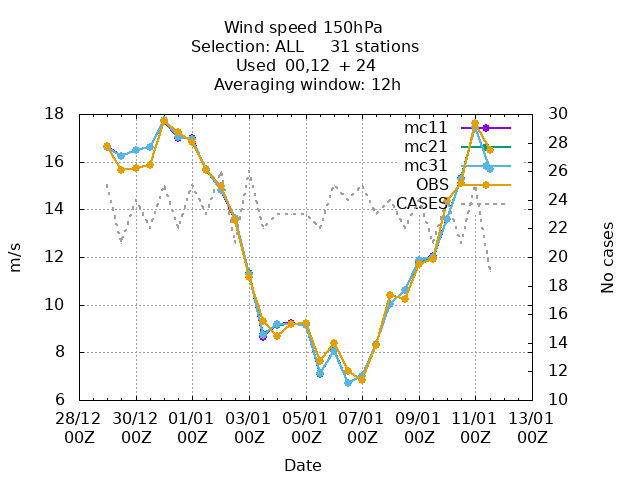 Wind speed 150hPa
Selection: ALL 31 stations
Used 00,12 + 24
Averaging window: 12h
18
16
14
12
10
8
6
m/s
30
28
26
24
22
20
18
16
14
12
10
No cases
mc11
mc21
mc31
OBS
CASES
28/12 30/12 01/01 03/01 05/01 07/01 09/01 11/01 13/01
00Z 00Z 00Z 00Z 00Z 00Z 00Z 00Z 00Z
Date